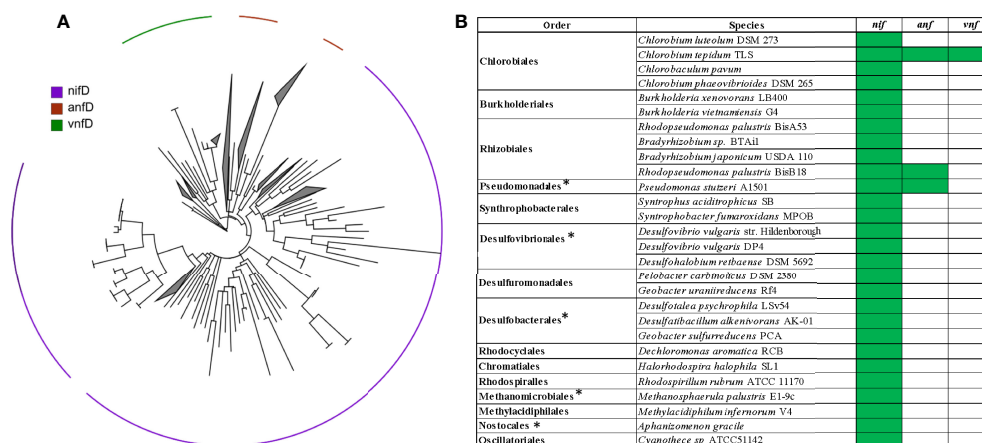 A
nifD
anfD
vnfD
B
Order Species nif anf vnf
Chlorobiales
Chlorobium luteolum DSM 273
Chlorobium tepidum TLS
Chlorobaculum pavum
Chlorobium phaeovibrioides DSM 265
Burkholderiales
Burkholderia xenovorans LB400
Burkholderia vietnamiensis G4
Rhizobiales
Rhodopseudomonas palustris BisA53
Bradyrhizobium sp. BTAi1
Bradyrhizobium japonicum USDA 110
Rhodopseudomonas palustris BisB18
Pseudomonadales * Pseudomonas stutzeri A1501
Synthrophobacterales
Syntrophus aciditrophicus SB
Syntrophobacter fumaroxidans MPOB
Desulfovibrionales *
Desulfovibrio vulgaris str. Hildenborough
Desulfovibrio vulgaris DP4
Desulfohalobium retbaense DSM 5692
Desulfuromonadales
Pelobacter carbinolicus DSM 2380
Geobacter uraniireducens Rf4
Desulfobacterales *
Desulfotalea psychrophila LSv54
Desulfatibacillum alkenivorans AK-01
Geobacter sulfurreducens PCA
Rhodocyclales Dechloromonas aromatica RCB
Chromatiales Halorhodospira halophila SL1
Rhodospiralles Rhodospirillum rubrum ATCC 11170
Methanomicrobiales * Methanosphaerula palustris E1-9c
Methylacidiphilales Methylacidiphilum infernorum V4
Nostocales * Aphanizomenon gracile
Oscillatoriales Cyanothece sp ATCC51142